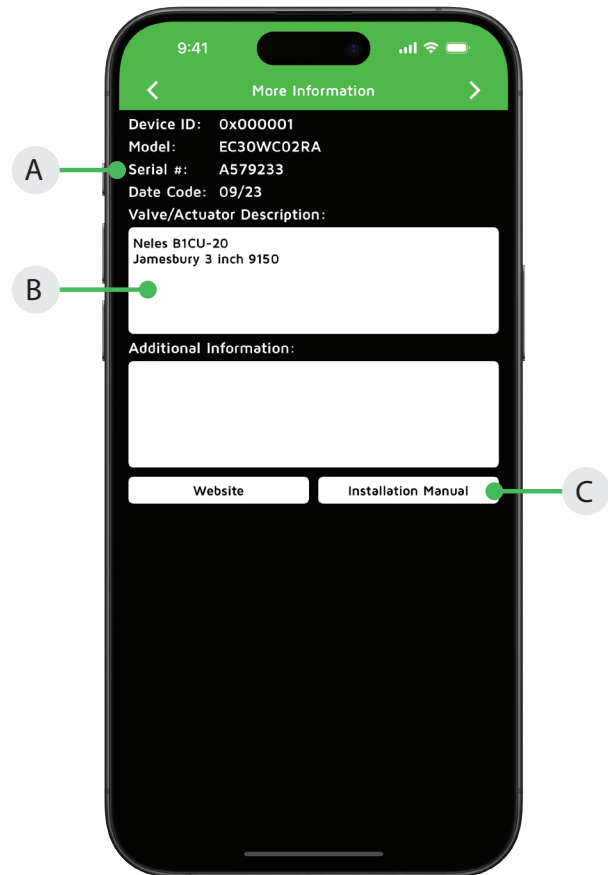 9:41
More Information
Device ID: 0x000001
Model: EC30WC02RA
A
Serial #: A579233
Date Code: 09/23
Valve/Actuator Description:
Neles B1CU-20
Jamesbury 3 inch 9150
B
Additional Information:
Website Installation Manual
C